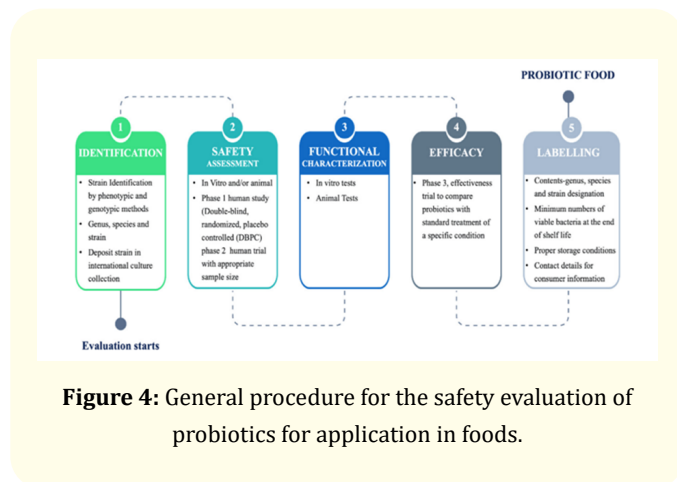 PROBIOTIC FOOD
1
IDENTIFICATION
• Strain Identification
by phenotypic and
genotypic methods
• Genus, species and
strain
• Deposit strain in
international culture
collection
Evaluation starts
2
SAFETY
ASSESSMENT
• In Vitro and/or animal
• Phase 1 human study
(Double-blind,
randomized, placebo
controlled (DBPC)
phase 2 human trial
with appropriate
sample size
3
FUNCTIONAL
CHARACTERIZATION
• In vitro tests
• Animal Tests
4
EFFICACY
• Phase 3, effectiveness
trial to compare
probiotics with
standard treatment of
a specific condition
5
LABELLING
• Contents-genus, species
and strain designation
• Minimum numbers of
viable bacteria at the end
of shelf life
• Proper storage conditions
• Contact details for
consumer information
Figure 4: General procedure for the safety evaluation of
probiotics for application in foods.